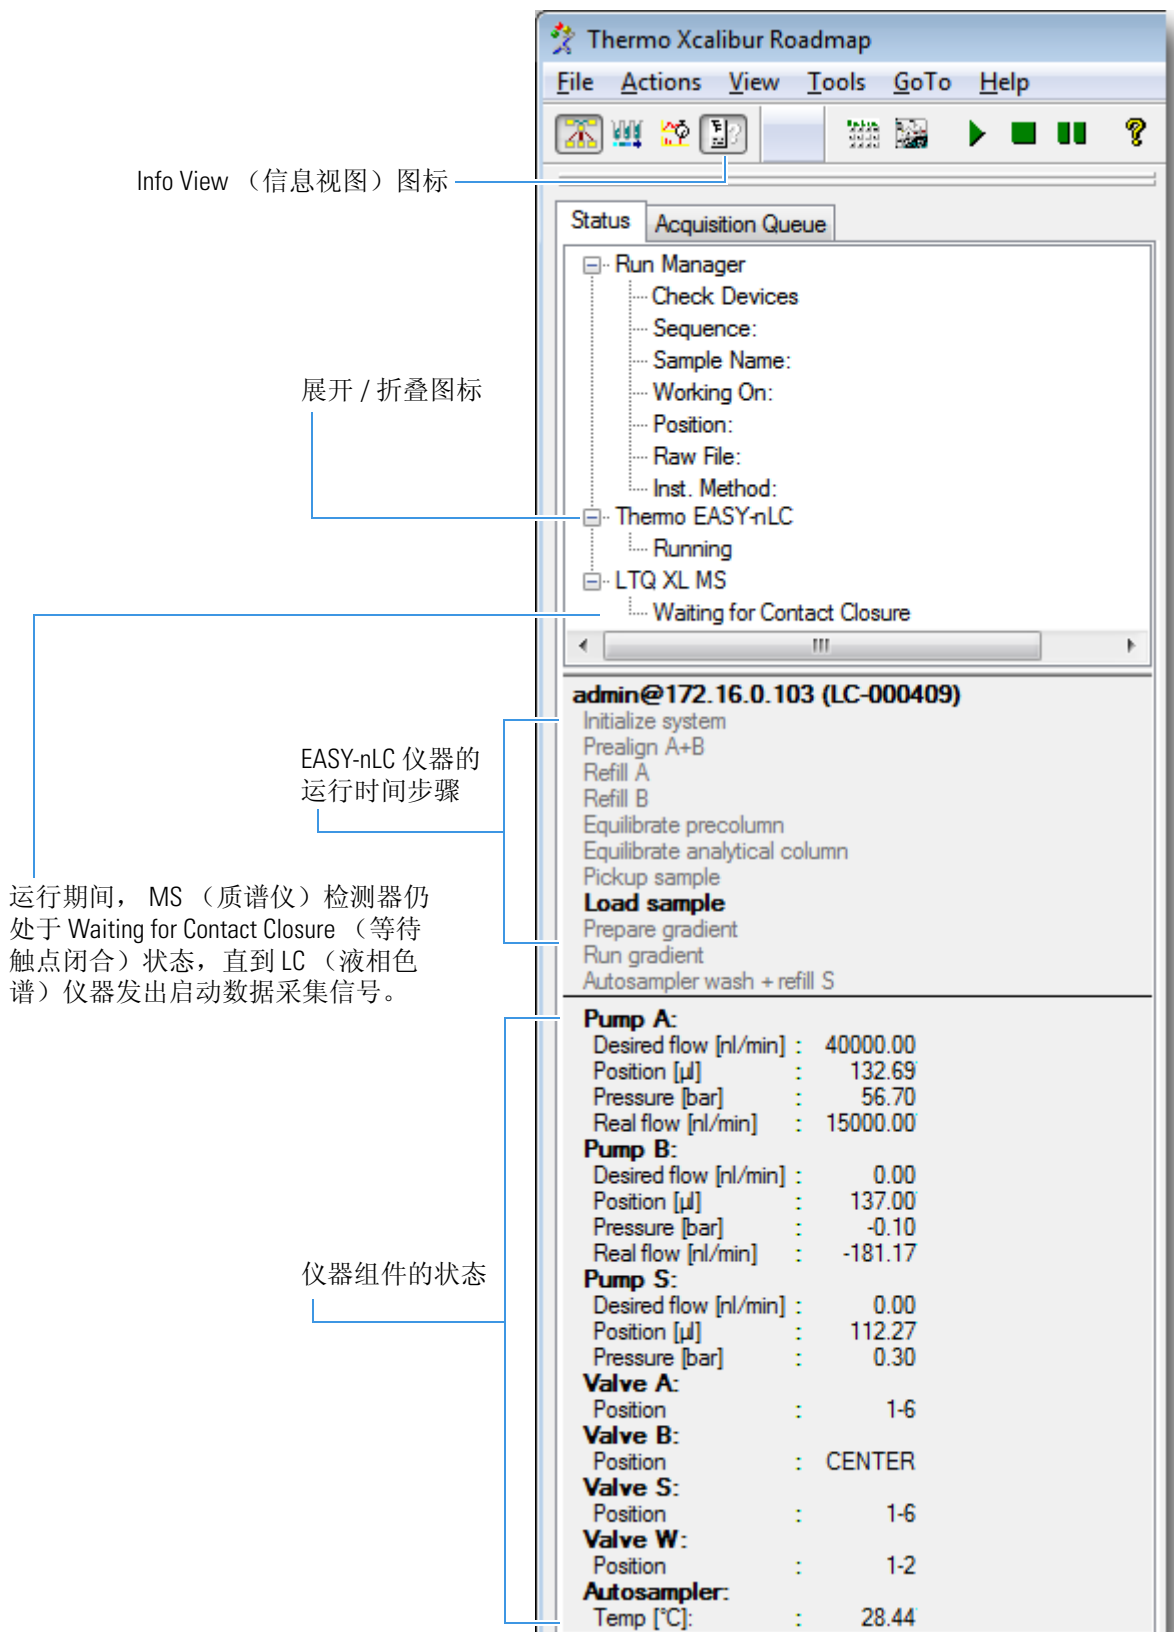 Thermo Xcalibur Roadmap
File Actions View Tools GoTo Help
Info View （信息视图）图标
Status Acquisition Queue
Run Manager
Check Devices
Sequence:
Sample Name:
展开 / 折叠图标
Working On:
Position:
Raw File:
Inst. Method:
Thermo EASY-nLC
Running
LTQ XL MS
Waiting for Contact Closure
admin@172.16.0.103 (LC-000409)
Initialize system
Prealign A+B
Refill A
Refill B
Equilibrate precolumn
Equilibrate analytical column
Pickup sample
Load sample
Prepare gradient
Run gradient
Autosampler wash + refill S
EASY-nLC 仪器的
运行时间步骤
运行期间， MS （质谱仪）检测器仍
处于 Waiting for Contact Closure （等待
触点闭合）状态，直到 LC （液相色
谱）仪器发出启动数据采集信号。
Pump A:
Desired flow [nl/min] : 40000.00
Position [µl] : 132.69
Pressure [bar] : 56.70
Real flow [nl/min] : 15000.00
Pump B:
Desired flow [nl/min] : 0.00
Position [µl] : 137.00
Pressure [bar] : -0.10
Real flow [nl/min] : -181.17
仪器组件的状态
Pump S:
Desired flow [nl/min] : 0.00
Position [µl] : 112.27
Pressure [bar] : 0.30
Valve A:
Position : 1-6
Valve B:
Position : CENTER
Valve S:
Position : 1-6
Valve W:
Position : 1-2
Autosampler:
Temp [°C]: : 28.44